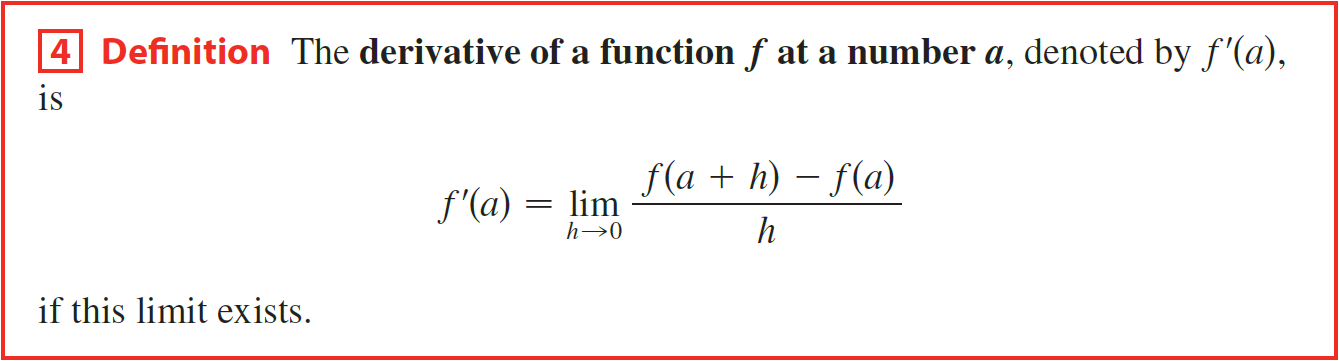 4 Definition The derivative of a function f at a number a, denoted by f'(a),
is
f'(a) = lim h→0 f(a + h) − f(a) / h
if this limit exists.